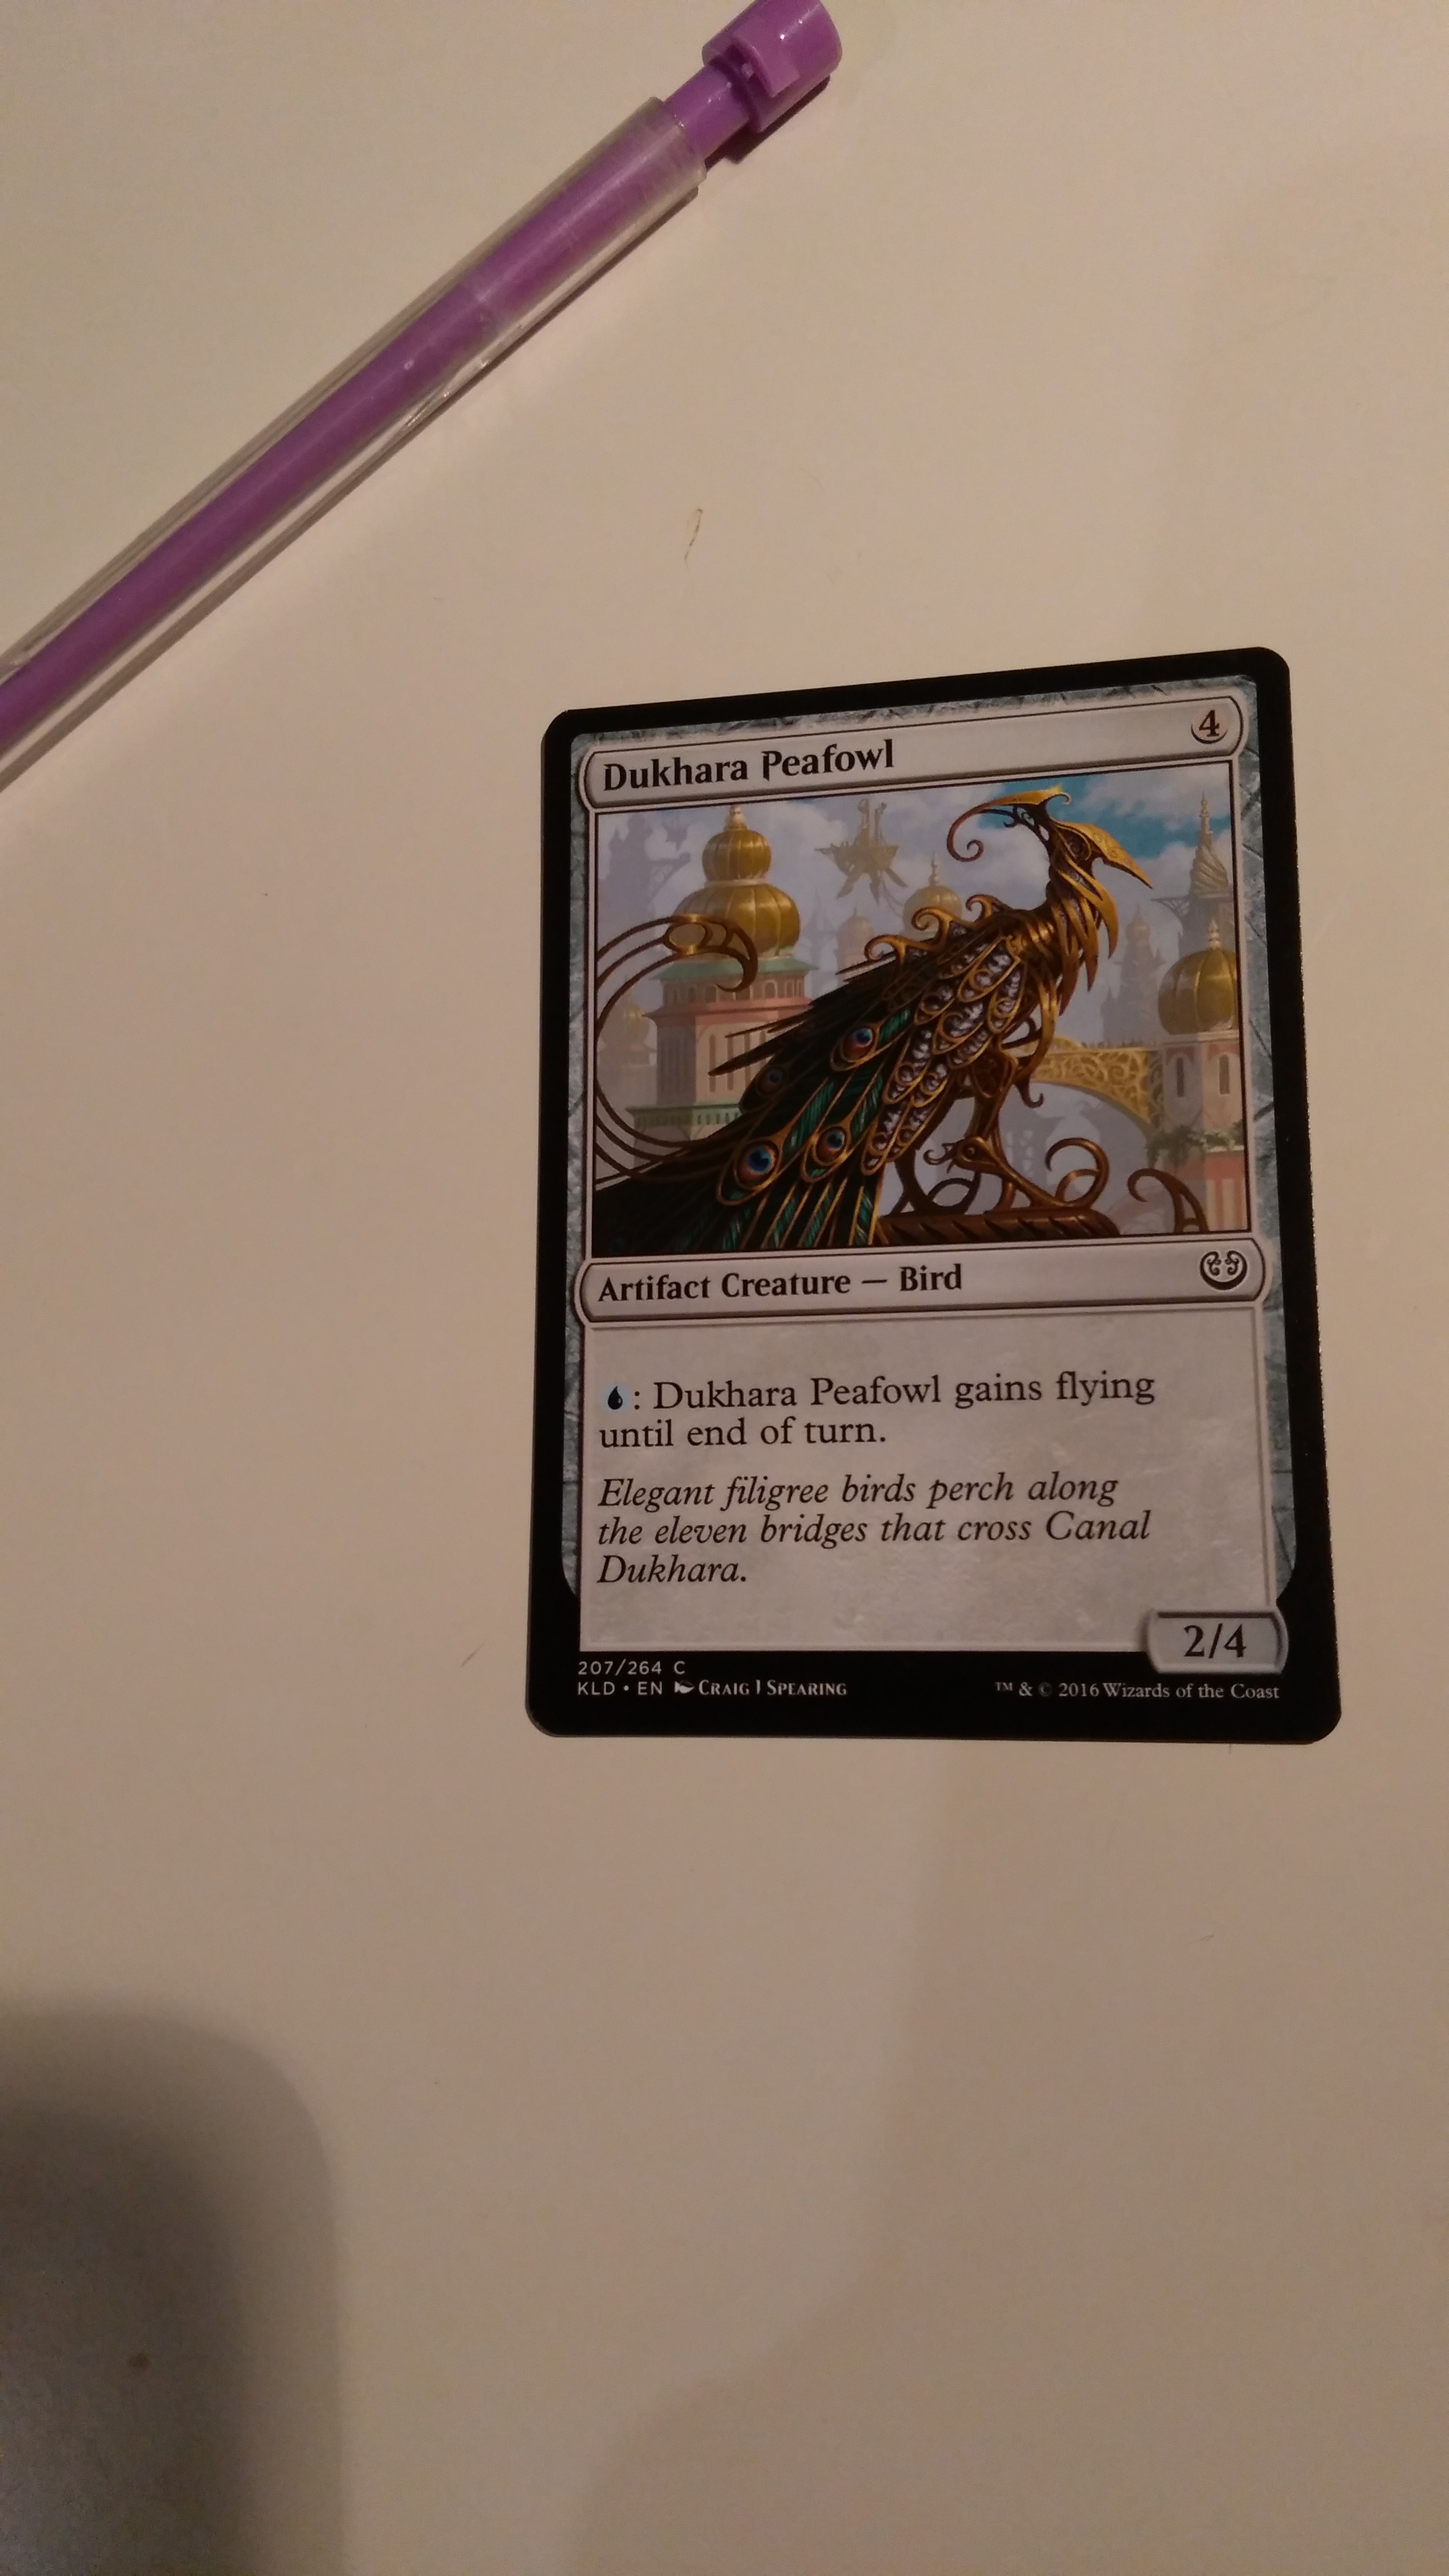 Dukhara Peafowl 4
Artifact Creature — Bird
: Dukhara Peafowl gains flying
until end of turn.
Elegant filigree birds perch along
the eleven bridges that cross Canal
Dukhara.
2/4
207/264 C
KLD • EN CRAIG J SPEARING
™ & © 2016 Wizards of the Coast